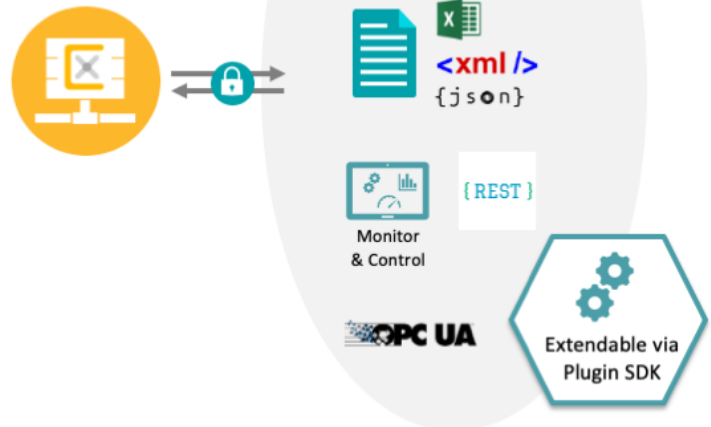 <xml />
{json}
{REST}
Monitor
& Control
OPC UA
Extendable via
Plugin SDK